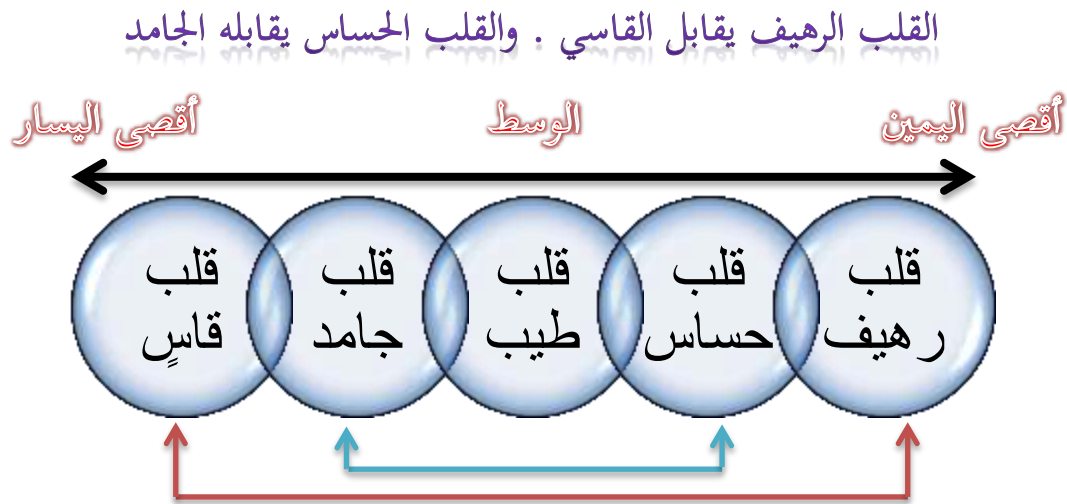 القلب الرهيف يقابل القاسي . والقلب الحساس يقابله الجامد
أقصى اليمين
الوسط
أقصى اليسار
قلب
رهيف
قلب
حساس
قلب
طيب
قلب
جامد
قلب
قاسٍ